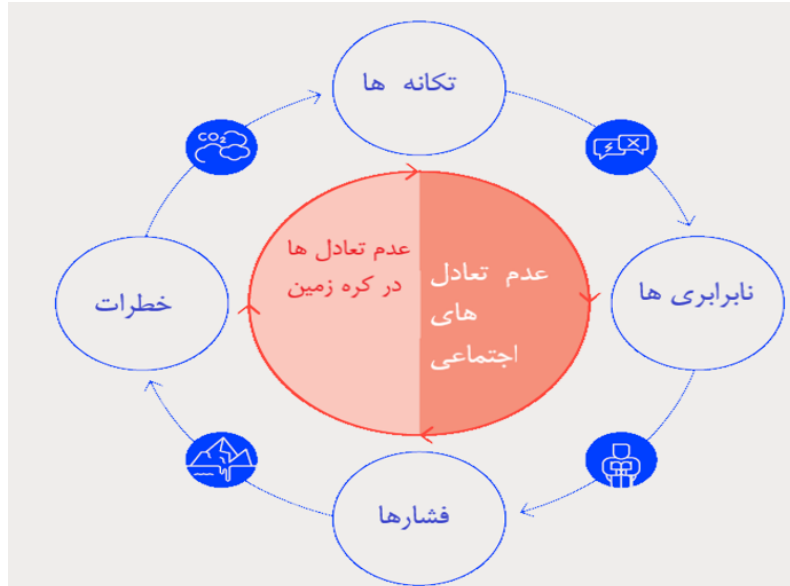 تکانه ها
CO₂
عدم تعادل ها
در کره زمین
عدم تعادل
های
اجتماعی
نابرابری ها
خطرات
فشارها